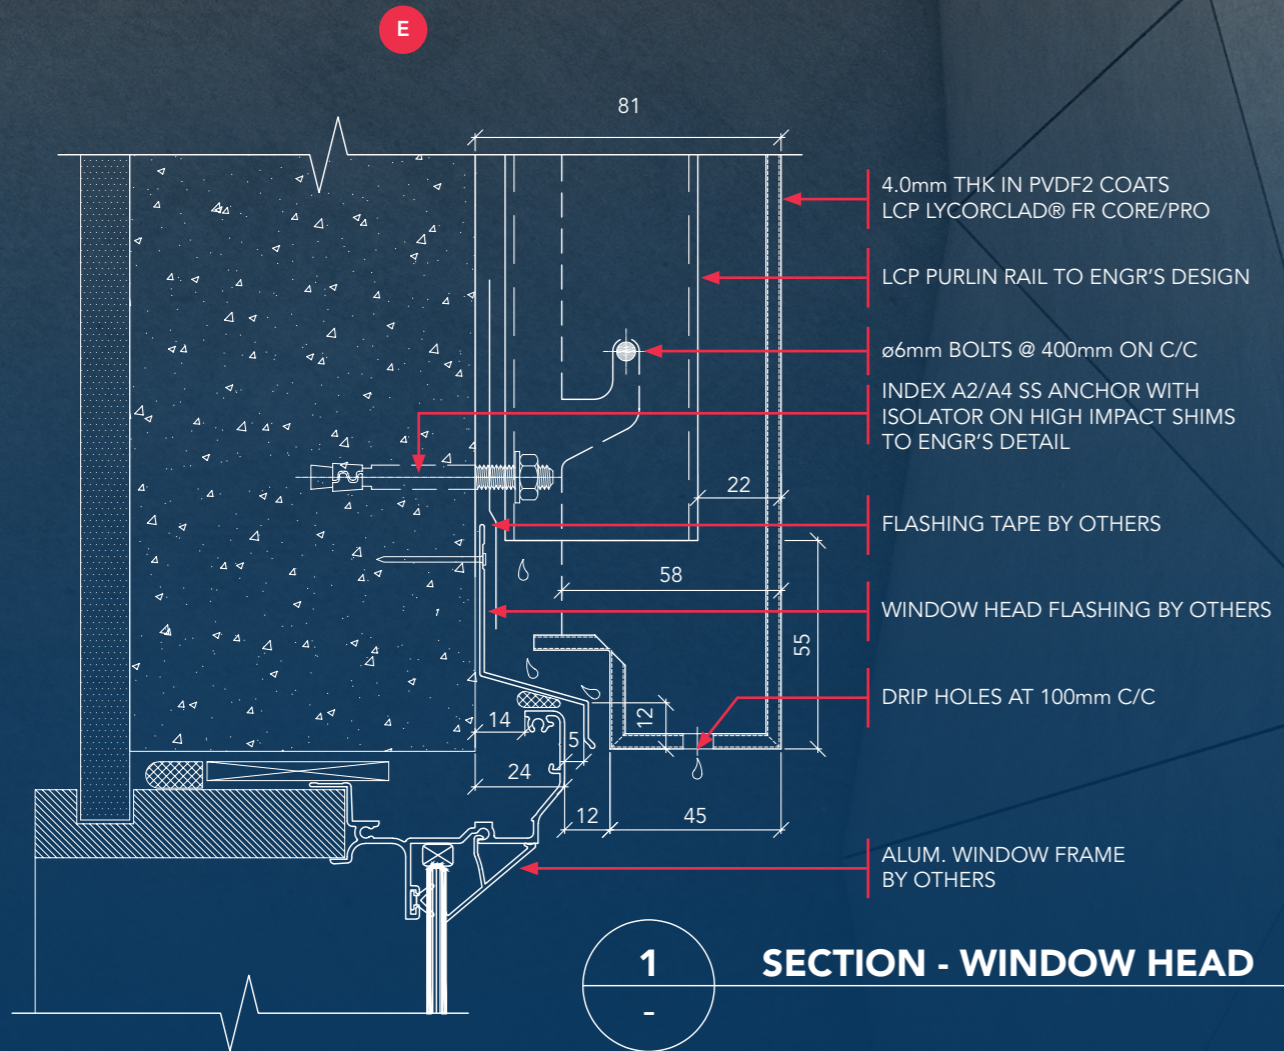 E
81
4.0mm THK IN PVDF2 COATS
LCP LYCORCLAD® FR CORE/PRO
LCP PURLIN RAIL TO ENGR'S DESIGN
ø6mm BOLTS @ 400mm ON C/C
INDEX A2/A4 SS ANCHOR WITH
ISOLATOR ON HIGH IMPACT SHIMS
TO ENGR'S DETAIL
22
FLASHING TAPE BY OTHERS
58
WINDOW HEAD FLASHING BY OTHERS
55
DRIP HOLES AT 100mm C/C
14
12
5
24
12
45
ALUM. WINDOW FRAME
BY OTHERS
1
SECTION - WINDOW HEAD
-